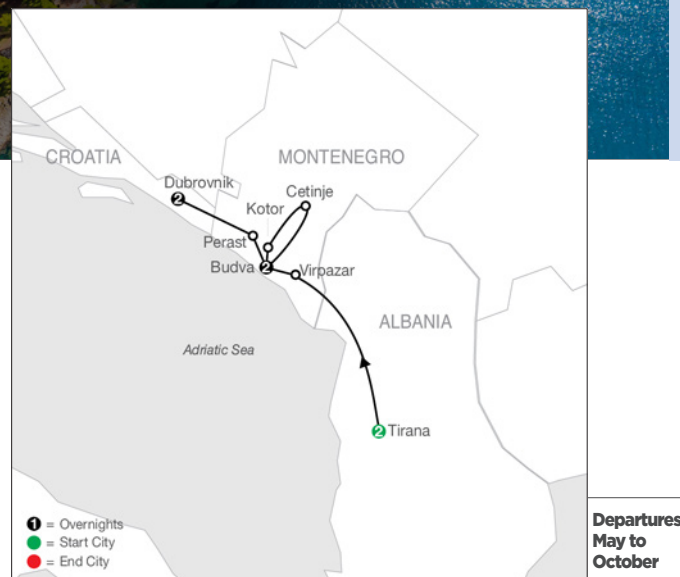 CROATIA
MONTENEGRO
Dubrovnik
2
Cetinje
Kotor
Perast
Budva
2
Virpazar
ALBANIA
Adriatic Sea
2
Tirana
1 = Overnights
= Start City
= End City
Departures
May to
October